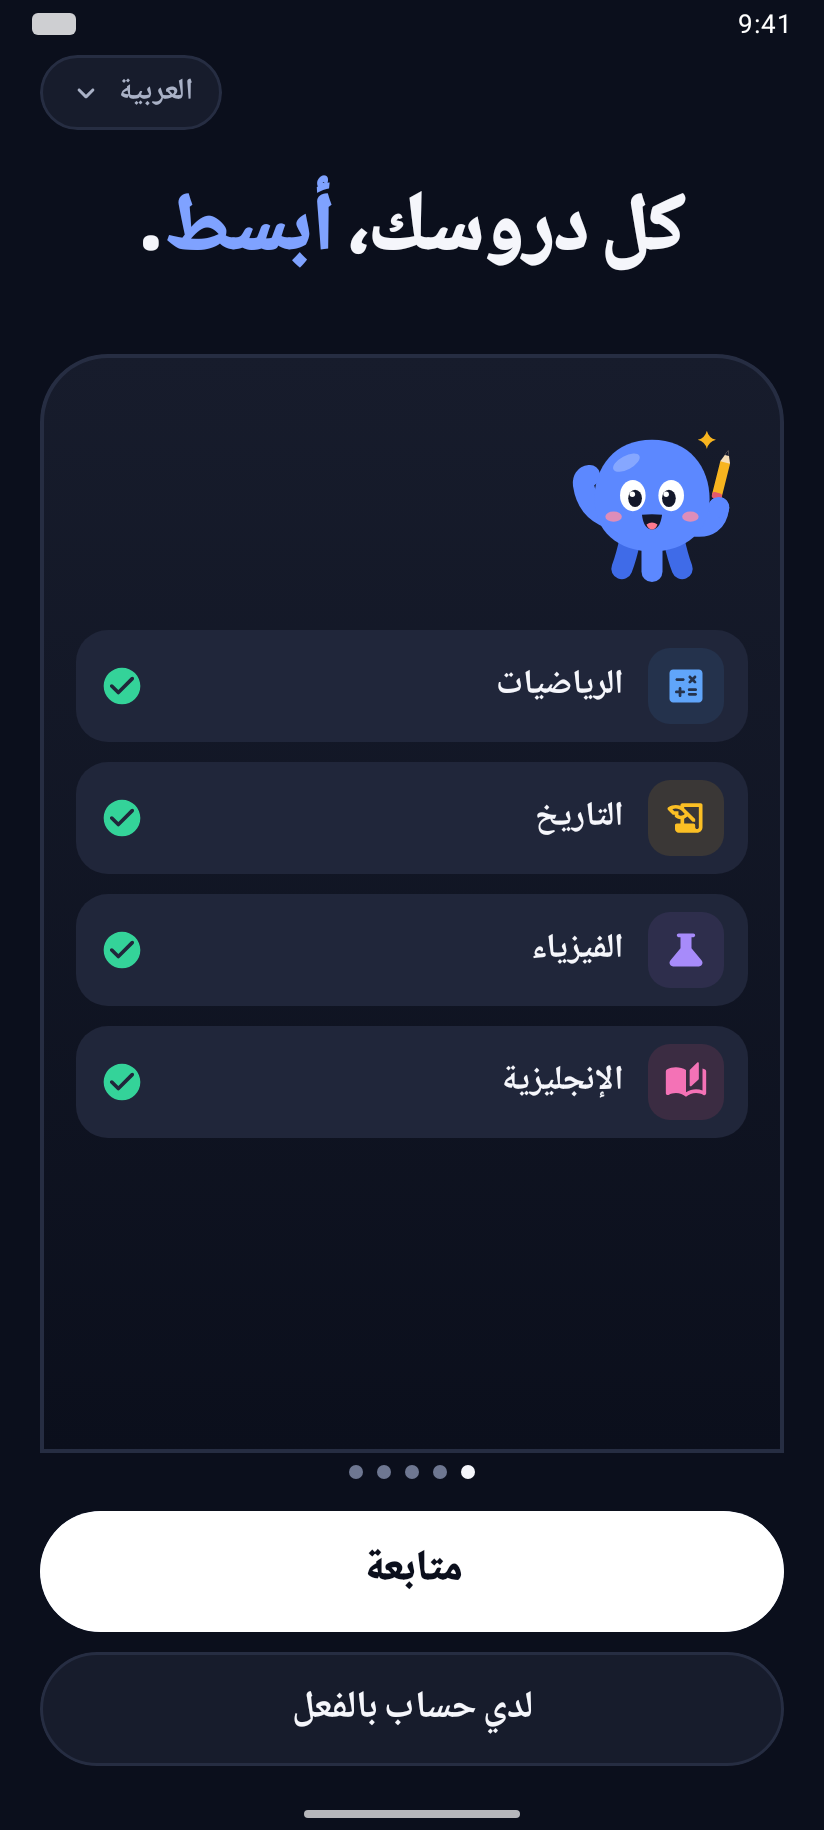 9:41
العربية
كل دروسك، أبسط.
الرياضيات
التاريخ
الفيزياء
الإنجليزية
متابعة
لدي حساب بالفعل